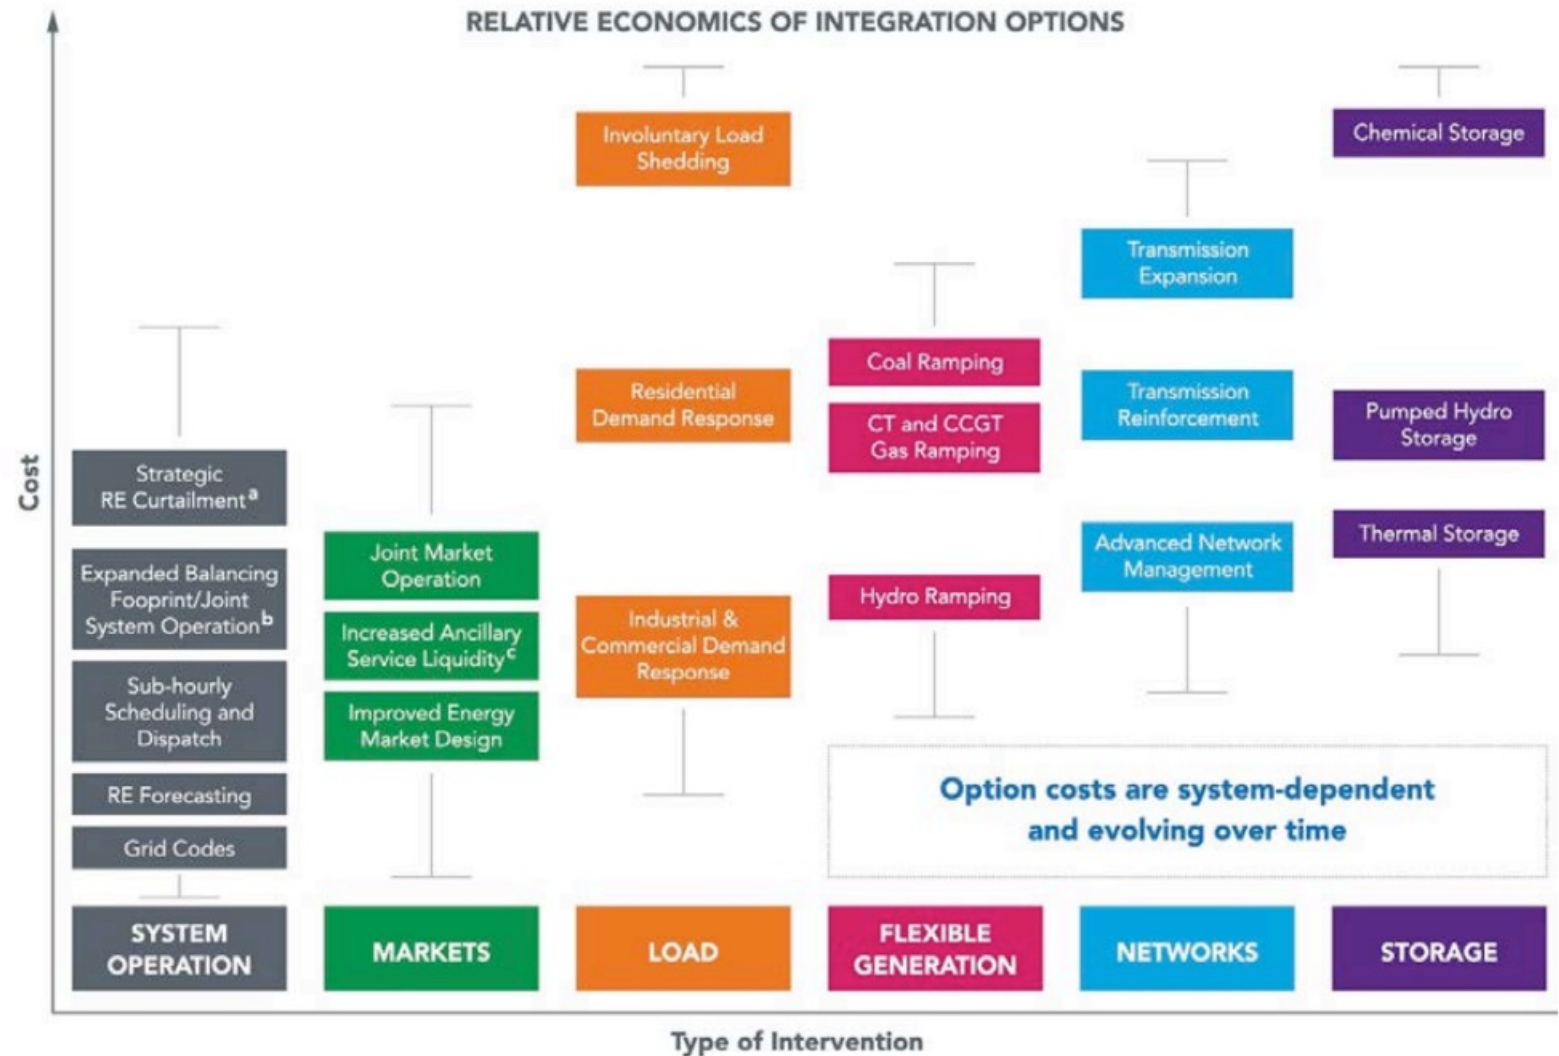 RELATIVE ECONOMICS OF INTEGRATION OPTIONS
Cost
Strategic
RE Curtailmentᵃ
Expanded Balancing
Fooprint/Joint
System Operationᵇ
Sub-hourly
Scheduling and
Dispatch
RE Forecasting
Grid Codes
SYSTEM
OPERATION
Joint Market
Operation
Increased Ancillary
Service Liquidityᶜ
Improved Energy
Market Design
MARKETS
Involuntary Load
Shedding
Residential
Demand Response
Industrial &
Commercial Demand
Response
LOAD
Coal Ramping
CT and CCGT
Gas Ramping
Hydro Ramping
FLEXIBLE
GENERATION
Transmission
Expansion
Transmission
Reinforcement
Advanced Network
Management
NETWORKS
Chemical Storage
Pumped Hydro
Storage
Thermal Storage
STORAGE
Option costs are system-dependent
and evolving over time
Type of Intervention